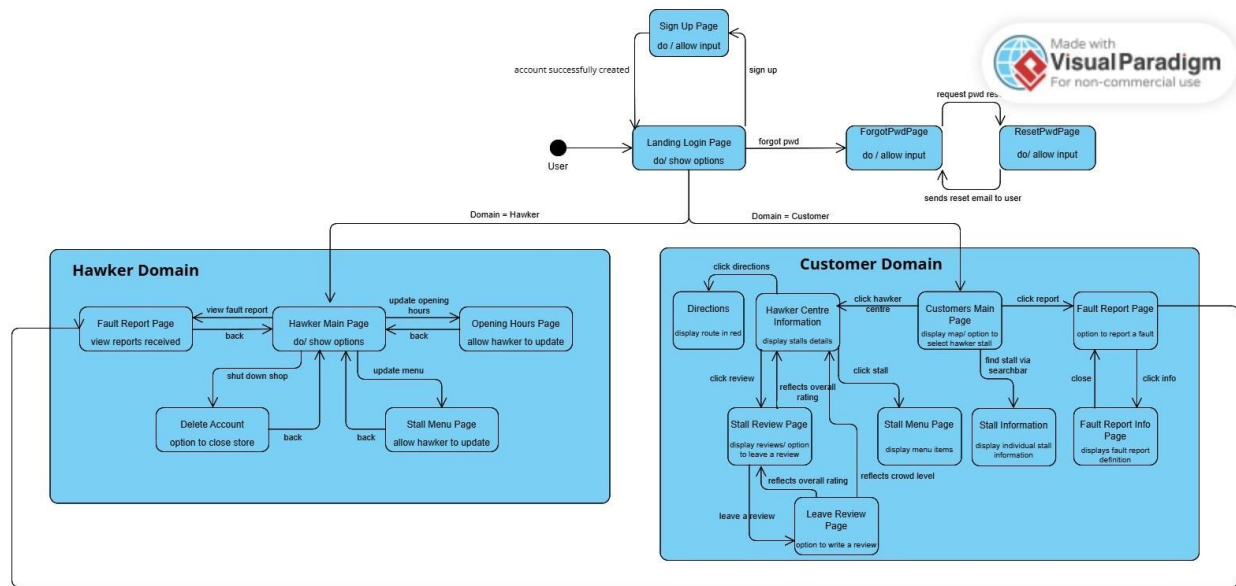 Sign Up Page
do / allow input
Made with
VisualParadigm
For non-commercial use
account successfully created
sign up
request pwd res
Landing Login Page
do/ show options
forgot pwd
ForgotPwdPage
do / allow input
ResetPwdPage
do/ allow input
User
sends reset email to user
Domain = Hawker
Domain = Customer
Hawker Domain
view fault report
update opening
hours
Fault Report Page
view reports received
back
Hawker Main Page
do/ show options
back
Opening Hours Page
allow hawker to update
shut down shop
update menu
Delete Account
option to close store
back
back
Stall Menu Page
allow hawker to update
Customer Domain
click directions
Directions
display route in red
Hawker Centre
Information
display stalls details
click hawker
centre
Customers Main
Page
display map/ option to
select hawker stall
click report
Fault Report Page
option to report a fault
click review
reflects overall
rating
click stall
find stall via
searchbar
close
click info
Stall Review Page
display reviews/ option
to leave a review
Stall Menu Page
display menu items
Stall Information
display individual stall
information
Fault Report Info
Page
displays fault report
definition
reflects overall rating
reflects crowd level
leave a review
Leave Review
Page
option to write a review